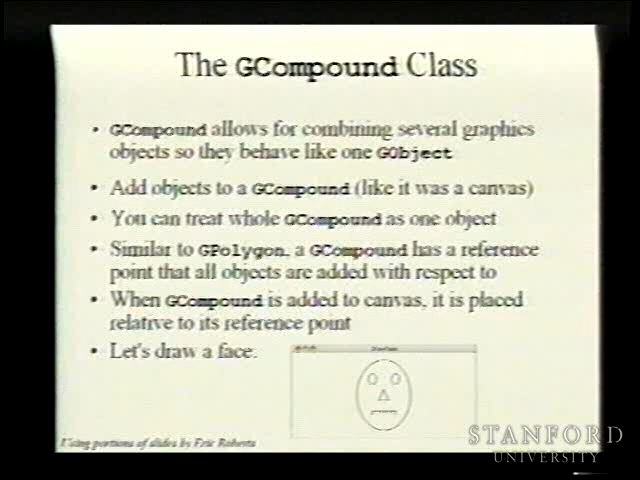 The GCompound Class
• GCompound allows for combining several graphics
objects so they behave like one GObject
• Add objects to a GCompound (like it was a canvas)
• You can treat whole GCompound as one object
• Similar to GPolygon, a GCompound has a reference
point that all objects are added with respect to
• When GCompound is added to canvas, it is placed
relative to its reference point
• Let's draw a face:
Using portions of slides by Eric Roberts
STANFORD
UNIVERSITY